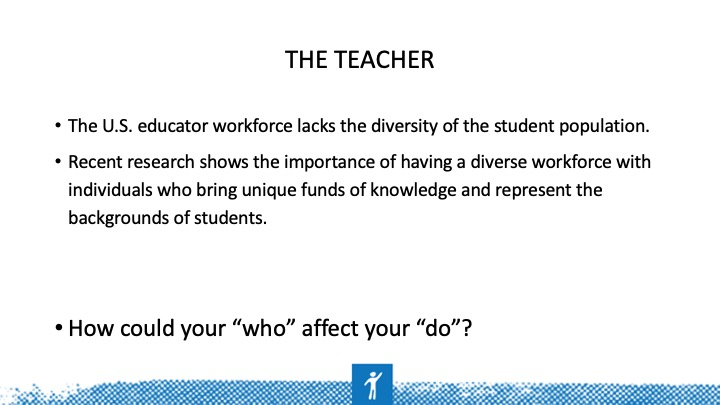 THE TEACHER
• The U.S. educator workforce lacks the diversity of the student population.
• Recent research shows the importance of having a diverse workforce with
individuals who bring unique funds of knowledge and represent the
backgrounds of students.
• How could your “who” affect your “do”?